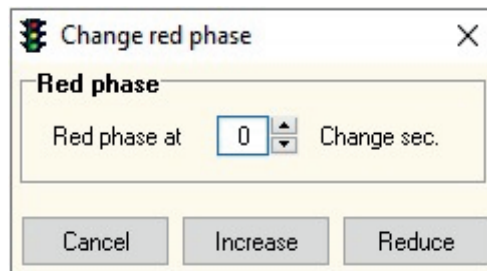 Change red phase
Red phase
Red phase at 0 Change sec.
Cancel Increase Reduce